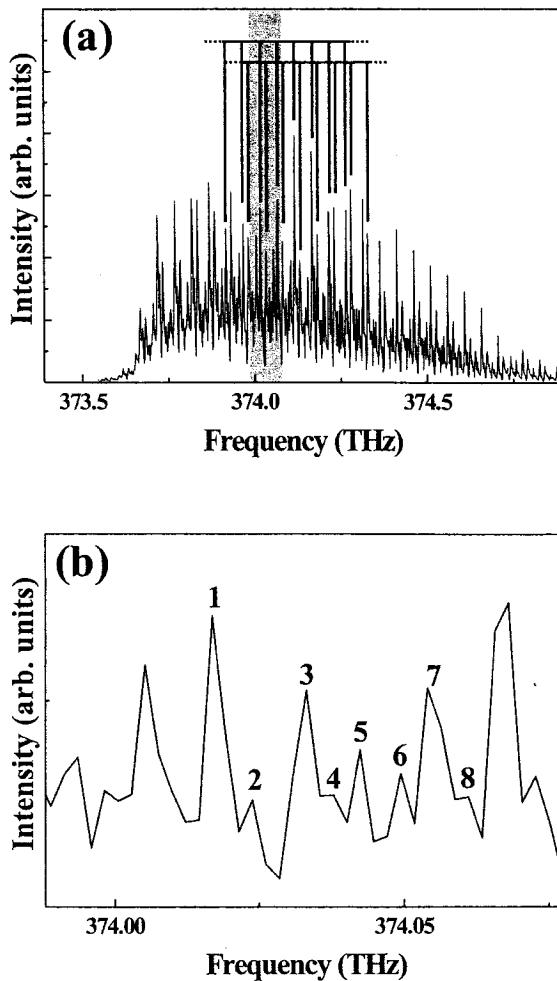 (a)
Intensity (arb. units)
373.5 374.0 374.5
Frequency (THz)
(b)
Intensity (arb. units)
1
2
3
4
5
6
7
8
374.00 374.05
Frequency (THz)